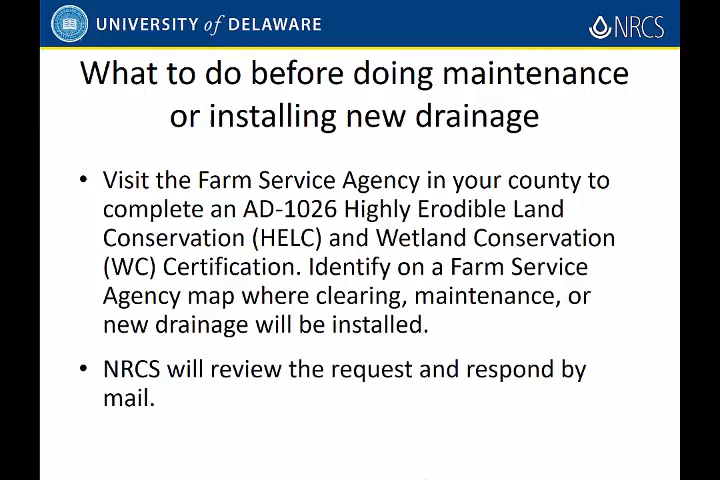 UNIVERSITY of DELAWARE
NRCS
What to do before doing maintenance
or installing new drainage
• Visit the Farm Service Agency in your county to
complete an AD-1026 Highly Erodible Land
Conservation (HELC) and Wetland Conservation
(WC) Certification. Identify on a Farm Service
Agency map where clearing, maintenance, or
new drainage will be installed.
• NRCS will review the request and respond by
mail.